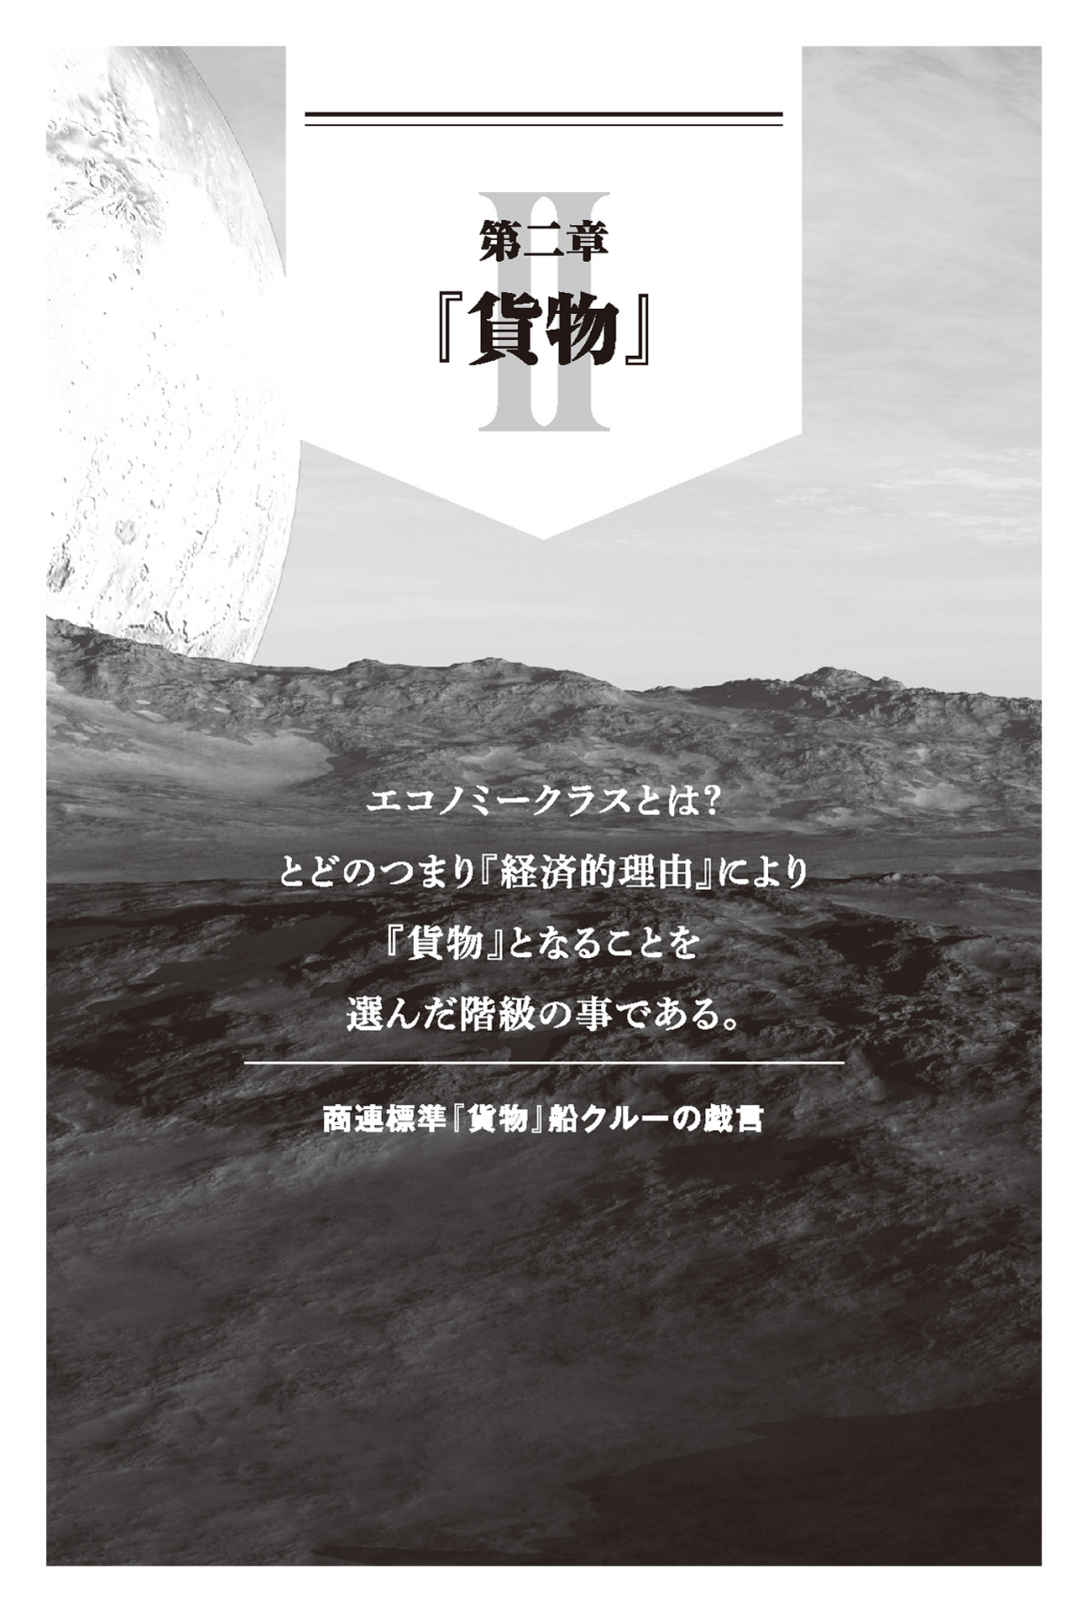 II
第二章
『貨物』
エコノミークラスとは?
とどのつまり『経済的理由』により
『貨物』となることを
選んだ階級の事である。
商連標準『貨物』船クルーの戯言